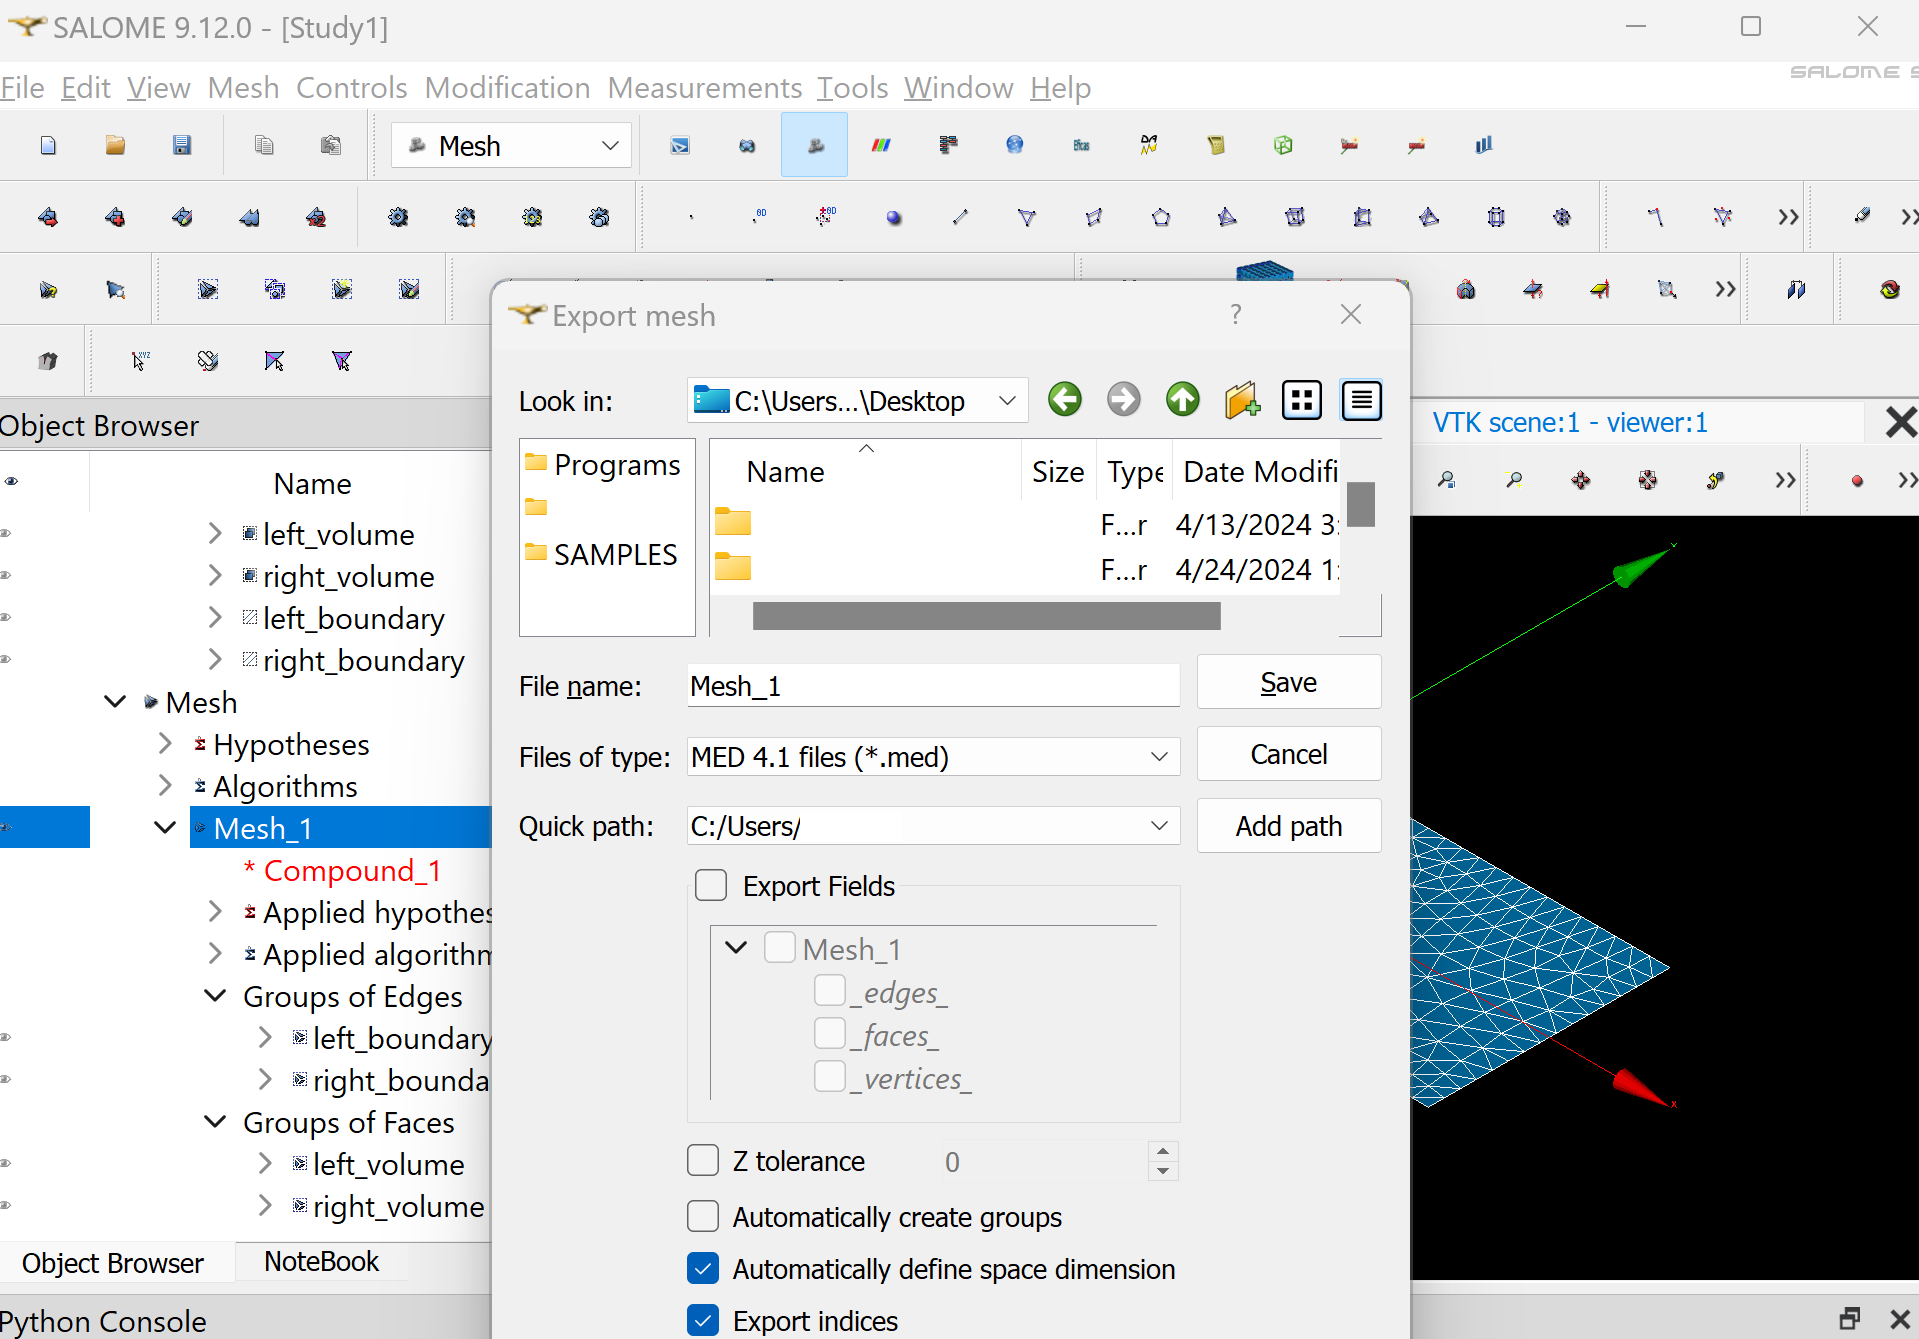 SALOME 9.12.0 - [Study1]
File Edit View Mesh Controls Modification Measurements Tools Window Help
SALOME
Mesh
Eficas
0D
0D
123
XYZ
Export mesh
?
Look in:
C:\Users...\Desktop
Programs
SAMPLES
Name Size Type Date Modifi
F...r 4/13/2024 3:
F...r 4/24/2024 1:
File name:
Mesh_1
Save
Files of type:
MED 4.1 files (*.med)
Cancel
Quick path:
C:/Users/
Add path
Export Fields
Mesh_1
_edges_
_faces_
_vertices_
Z tolerance
0
Automatically create groups
Automatically define space dimension
Export indices
Object Browser
Name
left_volume
right_volume
left_boundary
right_boundary
Mesh
Hypotheses
Algorithms
Mesh_1
* Compound_1
Applied hypothes
Applied algorithm
Groups of Edges
left_boundary
right_bounda
Groups of Faces
left_volume
right_volume
Object Browser
NoteBook
Python Console
VTK scene:1 - viewer:1
Y
X